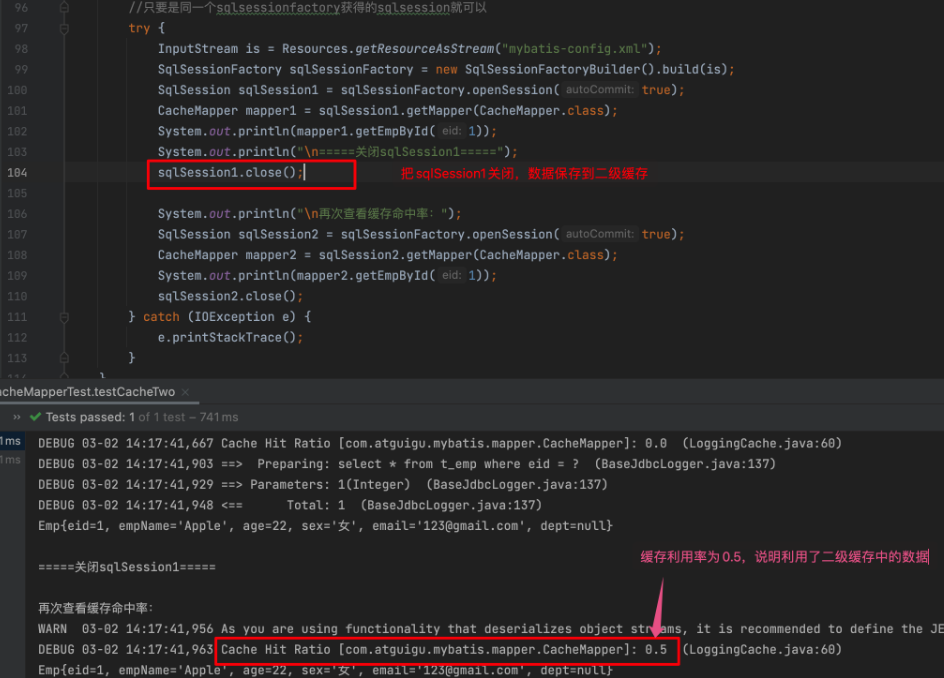 96 //只要是同一个sqlsessionfactory获得的sqlsession就可以
97 try {
98 InputStream is = Resources.getResourceAsStream("mybatis-config.xml");
99 SqlSessionFactory sqlSessionFactory = new SqlSessionFactoryBuilder().build(is);
100 SqlSession sqlSession1 = sqlSessionFactory.openSession( autoCommit: true);
101 CacheMapper mapper1 = sqlSession1.getMapper(CacheMapper.class);
102 System.out.println(mapper1.getEmpById( eid: 1));
103 System.out.println("\n=====关闭sqlSession1=====");
104 sqlSession1.close(); 把sqlSession1关闭，数据保存到二级缓存
105
106 System.out.println("\n再次查看缓存命中率：");
107 SqlSession sqlSession2 = sqlSessionFactory.openSession( autoCommit: true);
108 CacheMapper mapper2 = sqlSession2.getMapper(CacheMapper.class);
109 System.out.println(mapper2.getEmpById( eid: 1));
110 sqlSession2.close();
111 } catch (IOException e) {
112 e.printStackTrace();
113 }
}
acheMapperTest.testCacheTwo ×
» Tests passed: 1 of 1 test – 741 ms
1 ms DEBUG 03-02 14:17:41,667 Cache Hit Ratio [com.atguigu.mybatis.mapper.CacheMapper]: 0.0 (LoggingCache.java:60)
1 ms DEBUG 03-02 14:17:41,903 ==> Preparing: select * from t_emp where eid = ? (BaseJdbcLogger.java:137)
DEBUG 03-02 14:17:41,929 ==> Parameters: 1(Integer) (BaseJdbcLogger.java:137)
DEBUG 03-02 14:17:41,948 <== Total: 1 (BaseJdbcLogger.java:137)
Emp{eid=1, empName='Apple', age=22, sex='女', email='123@gmail.com', dept=null}
缓存利用率为0.5，说明利用了二级缓存中的数据
=====关闭sqlSession1=====
再次查看缓存命中率：
WARN 03-02 14:17:41,956 As you are using functionality that deserializes object streams, it is recommended to define the JE
DEBUG 03-02 14:17:41,963 Cache Hit Ratio [com.atguigu.mybatis.mapper.CacheMapper]: 0.5 (LoggingCache.java:60)
Emp{eid=1, empName='Apple', age=22, sex='女', email='123@gmail.com', dept=null}